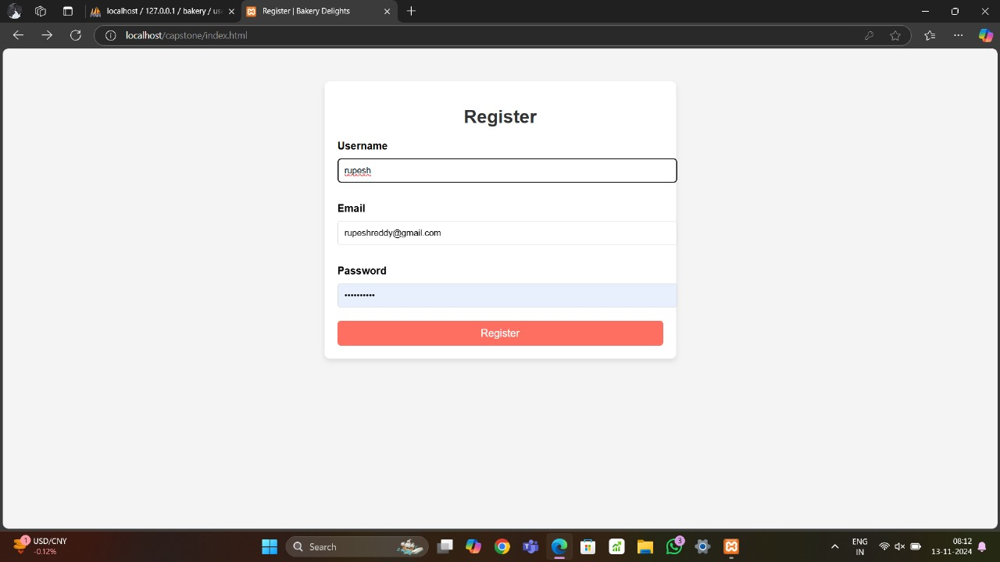 localhost / 127.0.0.1 / bakery / us
Register | Bakery Delights
localhost/capstone/index.html
Register
Username
rupesh
Email
rupeshreddy@gmail.com
Password
••••••••••
Register
1
USD/CNY
-0.12%
Search
3
ENG
IN
08:12
13-11-2024